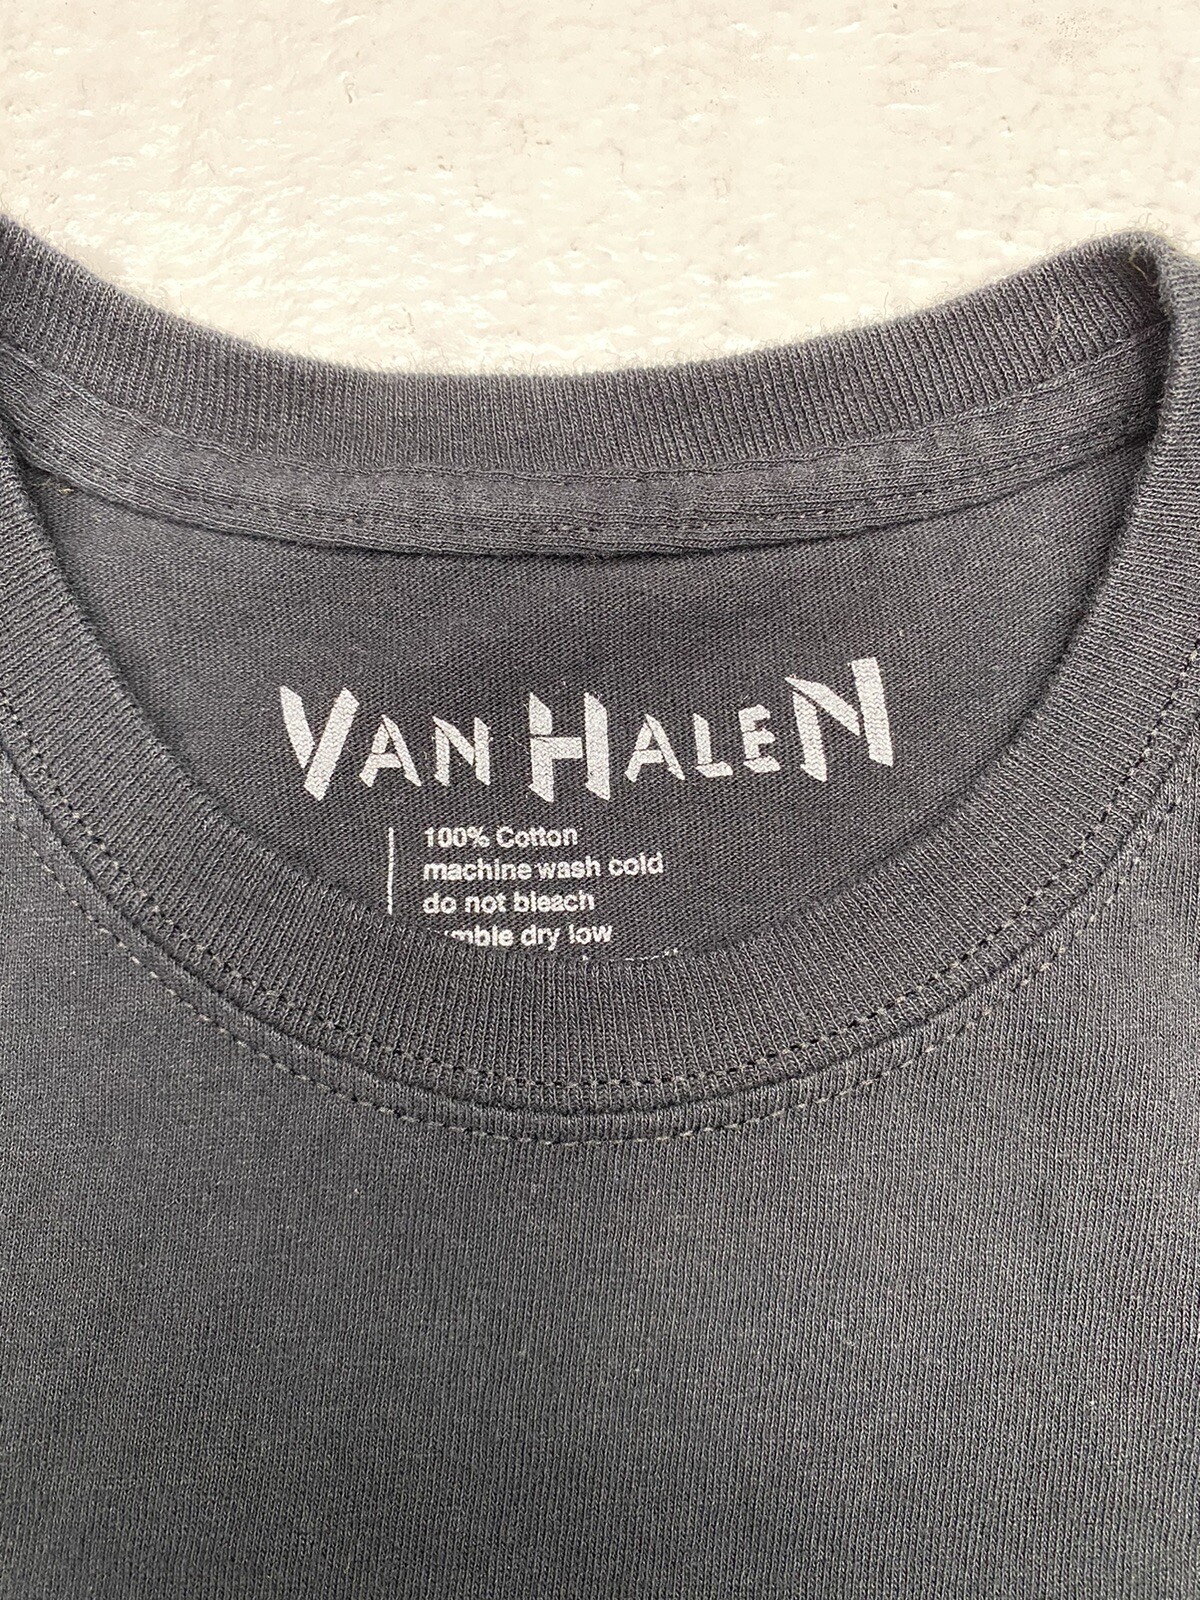 VAN HALEN
100% Cotton
machine wash cold
do not bleach
dry low